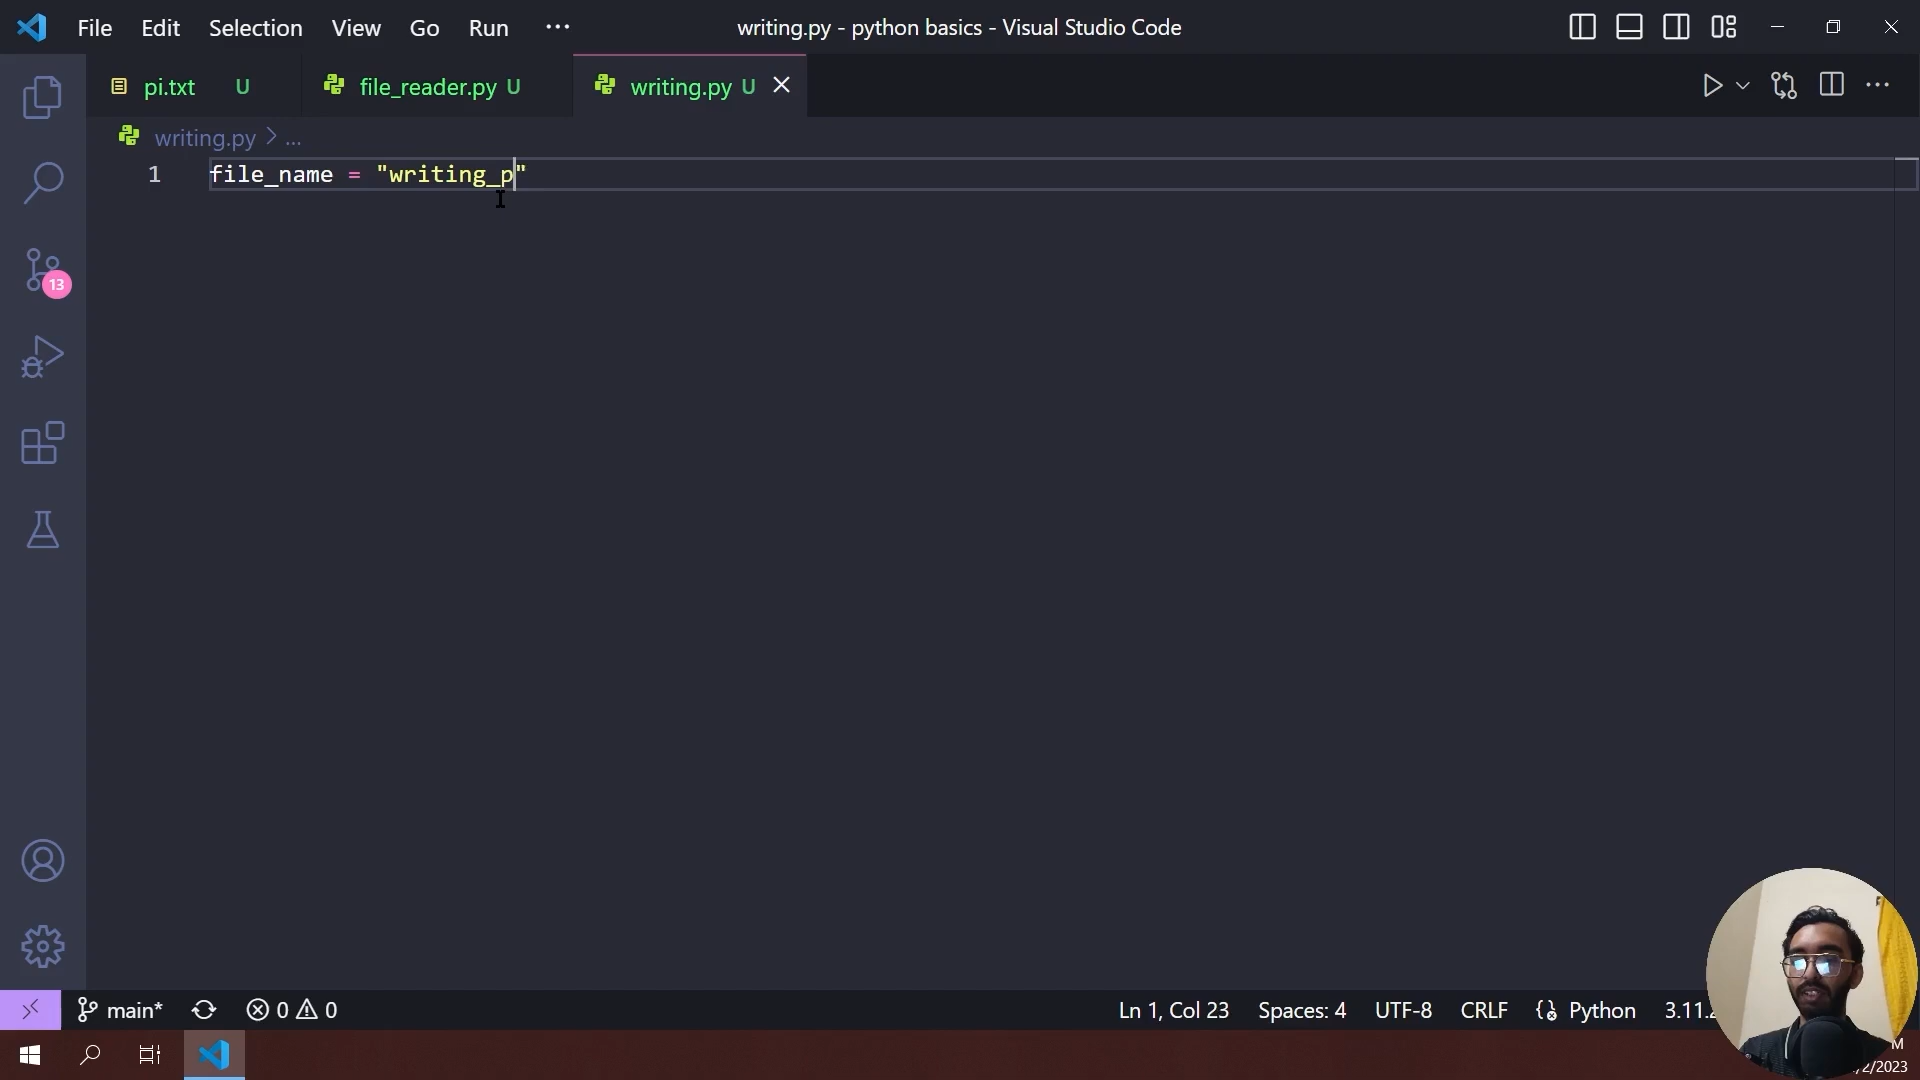 File Edit Selection View Go Run ···
writing.py - python basics - Visual Studio Code
pi.txt U
file_reader.py U
writing.py U
writing.py > ...
1 file_name = "writing_p"
13
main*
0 0
Ln 1, Col 23 Spaces: 4 UTF-8 CRLF {} Python
M
/2/2023